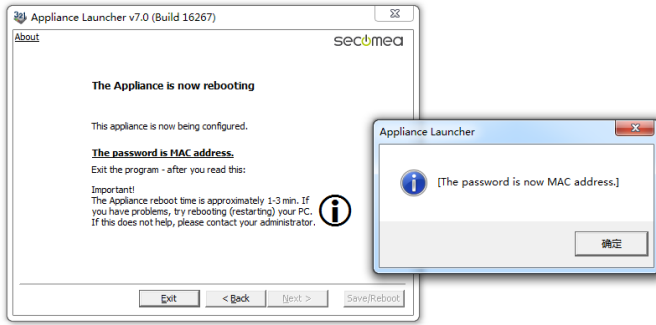 Appliance Launcher v7.0 (Build 16267)
About
secomea
The Appliance is now rebooting
This appliance is now being configured.
The password is MAC address.
Exit the program - after you read this:
Important!
The Appliance reboot time is approximately 1-3 min. If
you have problems, try rebooting (restarting) your PC.
If this does not help, please contact your administrator.
Exit
< Back
Next >
Save/Reboot
Appliance Launcher
[The password is now MAC address.]
确定